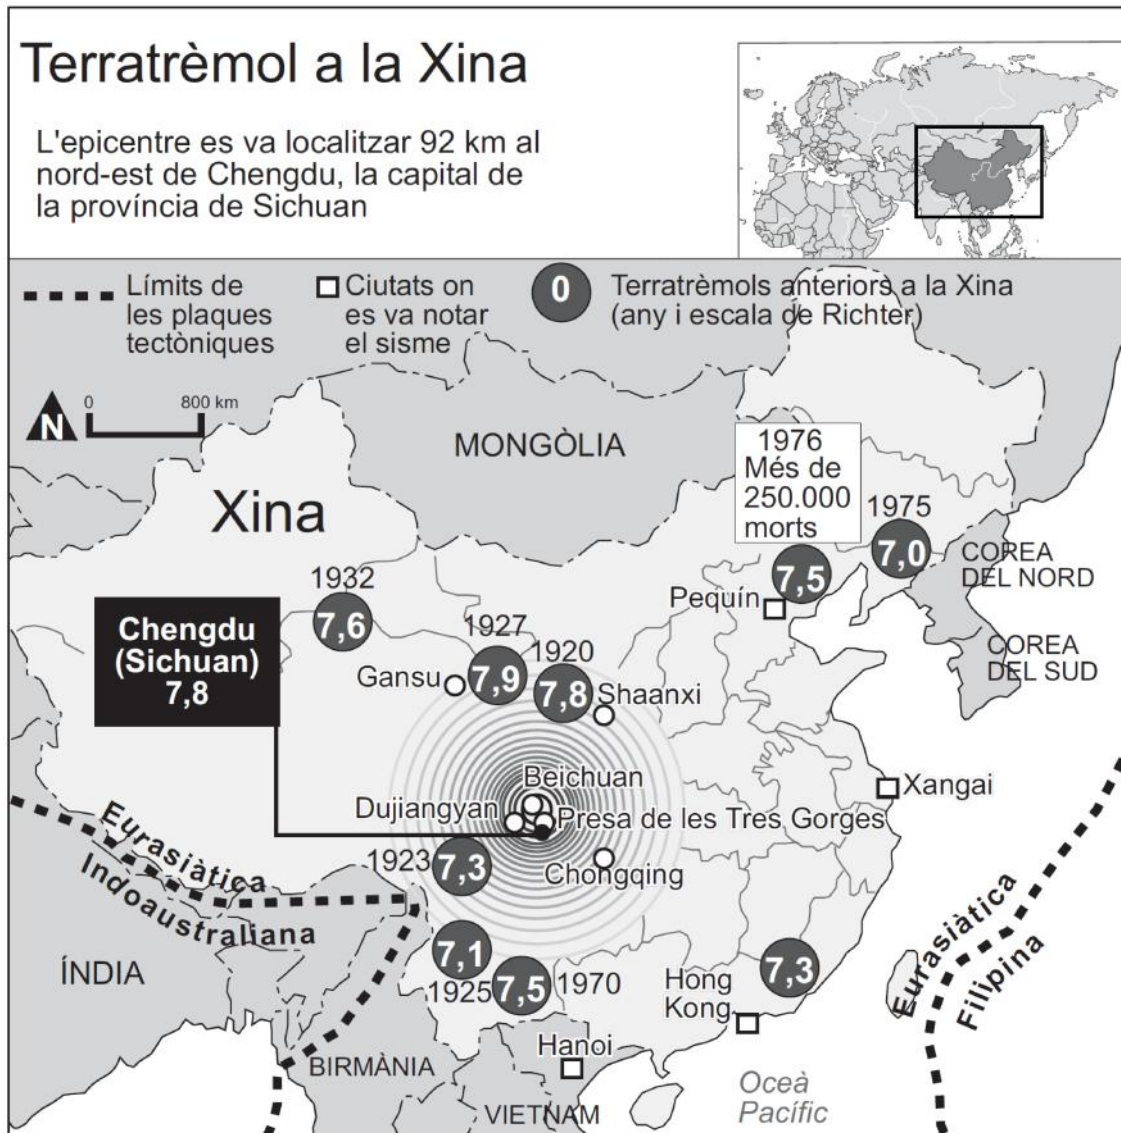 Terratrèmol a la Xina
L'epicentre es va localitzar 92 km al
nord-est de Chengdu, la capital de
la província de Sichuan
Límits de
les plaques
tectòniques
Ciutats on
es va notar
el sisme
0
Terratrèmols anteriors a la Xina
(any i escala de Richter)
N
0
800 km
MONGÒLIA
Xina
1976
Més de
250.000
morts
7,5
1975
7,0
COREA
DEL NORD
COREA
DEL SUD
Pequín
1932
7,6
Chengdu
(Sichuan)
7,8
1927
7,9
1920
7,8
Gansu
Shaanxi
Beichuan
Dujiangyan
Presa de les Tres Gorges
Chongqing
Xangai
1923
7,3
Eurasiàtica
Indoaustraliana
ÍNDIA
7,1
1925
7,5
1970
7,3
Hong
Kong
Eurasiàtica
Filipina
Hanoi
BIRMÀNIA
VIETNAM
Oceà
Pacífic